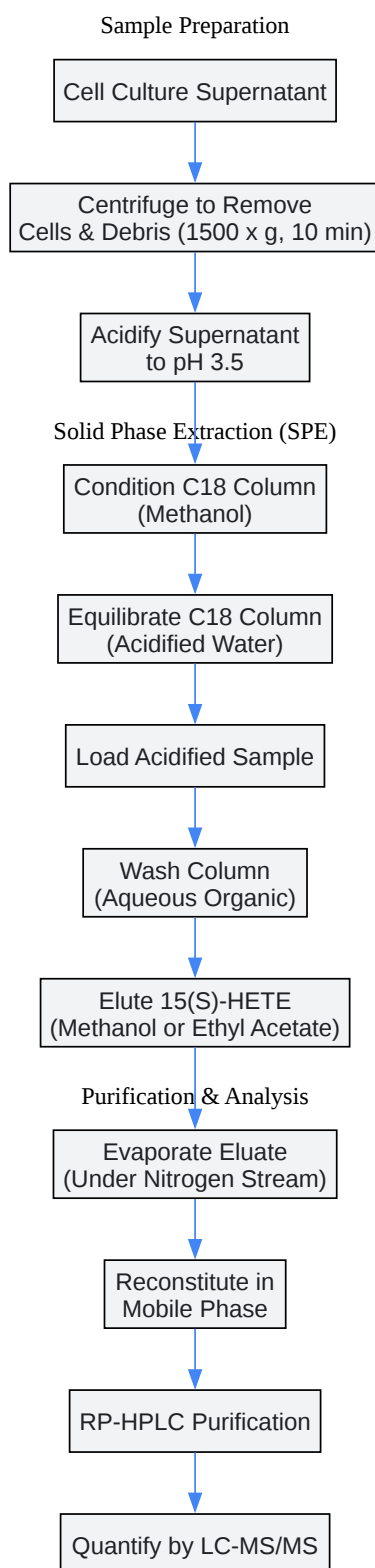 Sample Preparation
Cell Culture Supernatant
Centrifuge to Remove
Cells & Debris (1500 x g, 10 min)
Acidify Supernatant
to pH 3.5
Solid Phase Extraction (SPE)
Condition C18 Column
(Methanol)
Equilibrate C18 Column
(Acidified Water)
Load Acidified Sample
Wash Column
(Aqueous Organic)
Elute 15(S)-HETE
(Methanol or Ethyl Acetate)
Purification & Analysis
Evaporate Eluate
(Under Nitrogen Stream)
Reconstitute in
Mobile Phase
RP-HPLC Purification
Quantify by LC-MS/MS